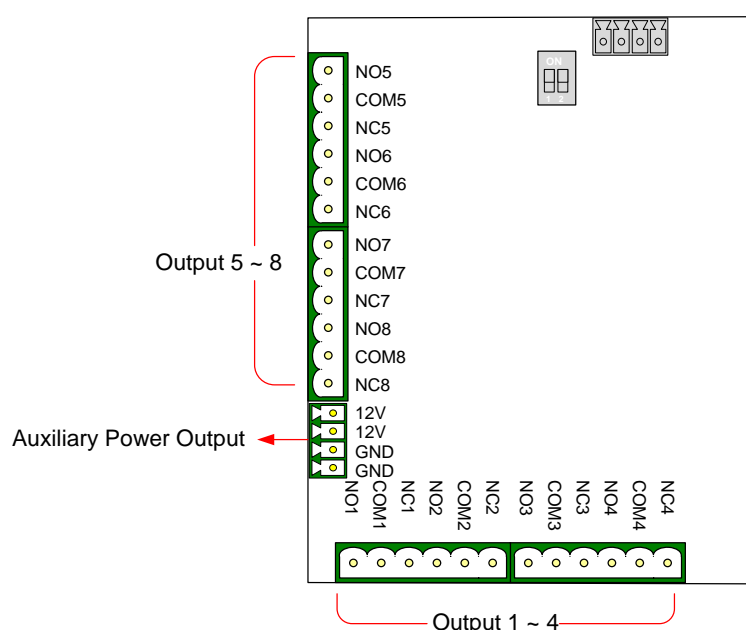 ON
1 2
NO5
COM5
NC5
NO6
COM6
NC6
NO7
COM7
NC7
NO8
COM8
NC8
Output 5 ~ 8
12V
12V
GND
GND
Auxiliary Power Output
NO1
COM1
NC1
NO2
COM2
NC2
NO3
COM3
NC3
NO4
COM4
NC4
Output 1 ~ 4